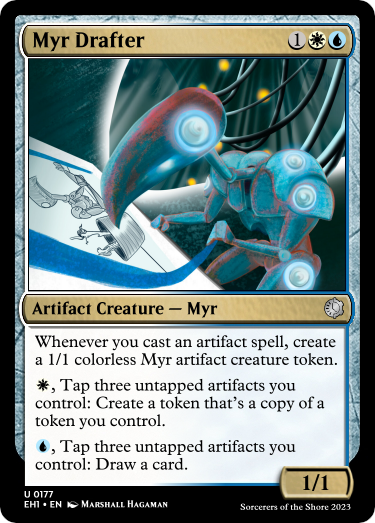 Myr Drafter 1
Artifact Creature — Myr
Whenever you cast an artifact spell, create
a 1/1 colorless Myr artifact creature token.
, Tap three untapped artifacts you
control: Create a token that's a copy of a
token you control.
, Tap three untapped artifacts you
control: Draw a card.
1/1
U 0177
EH1 • EN Marshall Hagaman
Sorcerers of the Shore 2023